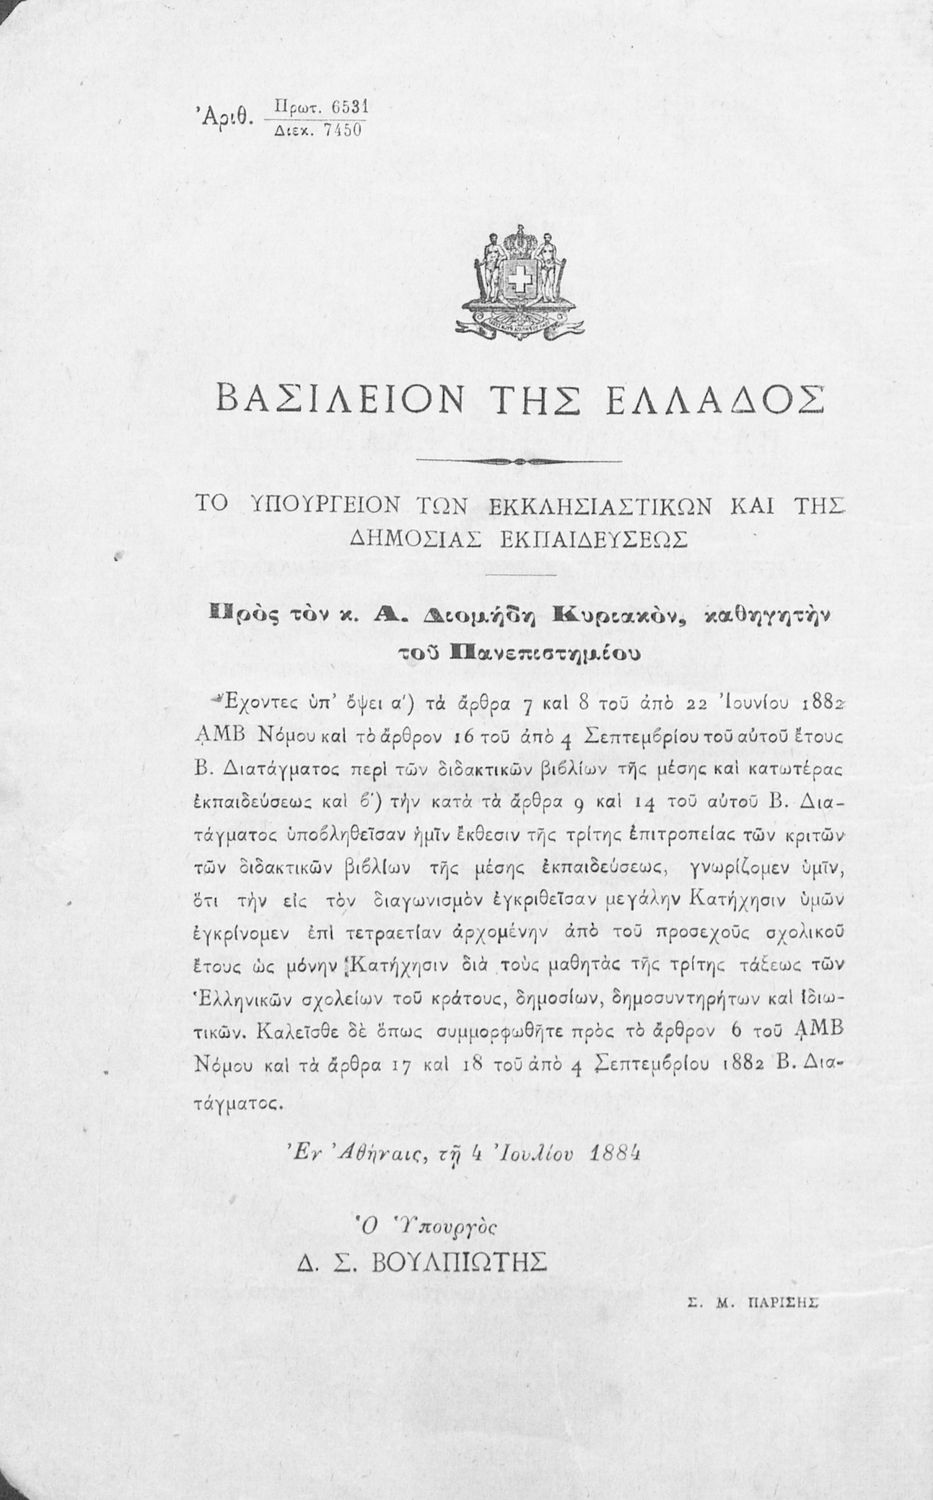 Ἀριθ. Πρωτ. 6531
Διεκ. 7450
ΒΑΣΙΛΕΙΟΝ ΤΗΣ ΕΛΛΑΔΟΣ
ΤΟ ΥΠΟΥΡΓΕΙΟΝ ΤΩΝ ΕΚΚΛΗΣΙΑΣΤΙΚΩΝ ΚΑΙ ΤΗΣ
ΔΗΜΟΣΙΑΣ ΕΚΠΑΙΔΕΥΣΕΩΣ
Πρὸς τὸν κ. Α. Διομήδη Κυριακὸν, καθηγητὴν
τοῦ Πανεπιστημίου
Ἔχοντες ὑπ’ ὄψει α΄) τὰ ἄρθρα 7 καὶ 8 τοῦ ἀπὸ 22 Ἰουνίου 1882
͵ΑΜΒ Νόμου καὶ τὸ ἄρθρον 16 τοῦ ἀπὸ 4 Σεπτεμϐρίου τοῦ αὐτοῦ ἔτους
Β. Διατάγματος περὶ τῶν διδακτικῶν βιϐλίων τῆς μέσης καὶ κατωτέρας
ἐκπαιδεύσεως καὶ ϐ΄) τὴν κατὰ τὰ ἄρθρα 9 καὶ 14 τοῦ αὐτοῦ Β. Δια-
τάγματος ὑποϐληθεῖσαν ἡμῖν ἔκθεσιν τῆς τρίτης ἐπιτροπείας τῶν κριτῶν
τῶν διδακτικῶν βιϐλίων τῆς μέσης ἐκπαιδεύσεως, γνωρίζομεν ὑμῖν,
ὅτι τὴν εἰς τὸν διαγωνισμὸν ἐγκριθεῖσαν μεγάλην Κατήχησιν ὑμῶν
ἐγκρίνομεν ἐπὶ τετραετίαν ἀρχομένην ἀπὸ τοῦ προσεχοῦς σχολικοῦ
ἔτους ὡς μόνην Κατήχησιν διὰ τοὺς μαθητὰς τῆς τρίτης τάξεως τῶν
Ἑλληνικῶν σχολείων τοῦ κράτους, δημοσίων, δημοσυντηρήτων καὶ ἰδιω-
τικῶν. Καλεῖσθε δὲ ὅπως συμμορφωθῆτε πρὸς τὸ ἄρθρον 6 τοῦ ͵ΑΜΒ
Νόμου καὶ τὰ ἄρθρα 17 καὶ 18 τοῦ ἀπὸ 4 Σεπτεμϐρίου 1882 Β. Δια-
τάγματος.
Ἐν Ἀθήναις, τῇ 4 Ἰουλίου 1884
Ὁ Ὑπουργὸς
Δ. Σ. ΒΟΥΛΠΙΩΤΗΣ
Σ. Μ. ΠΑΡΙΣΗΣ